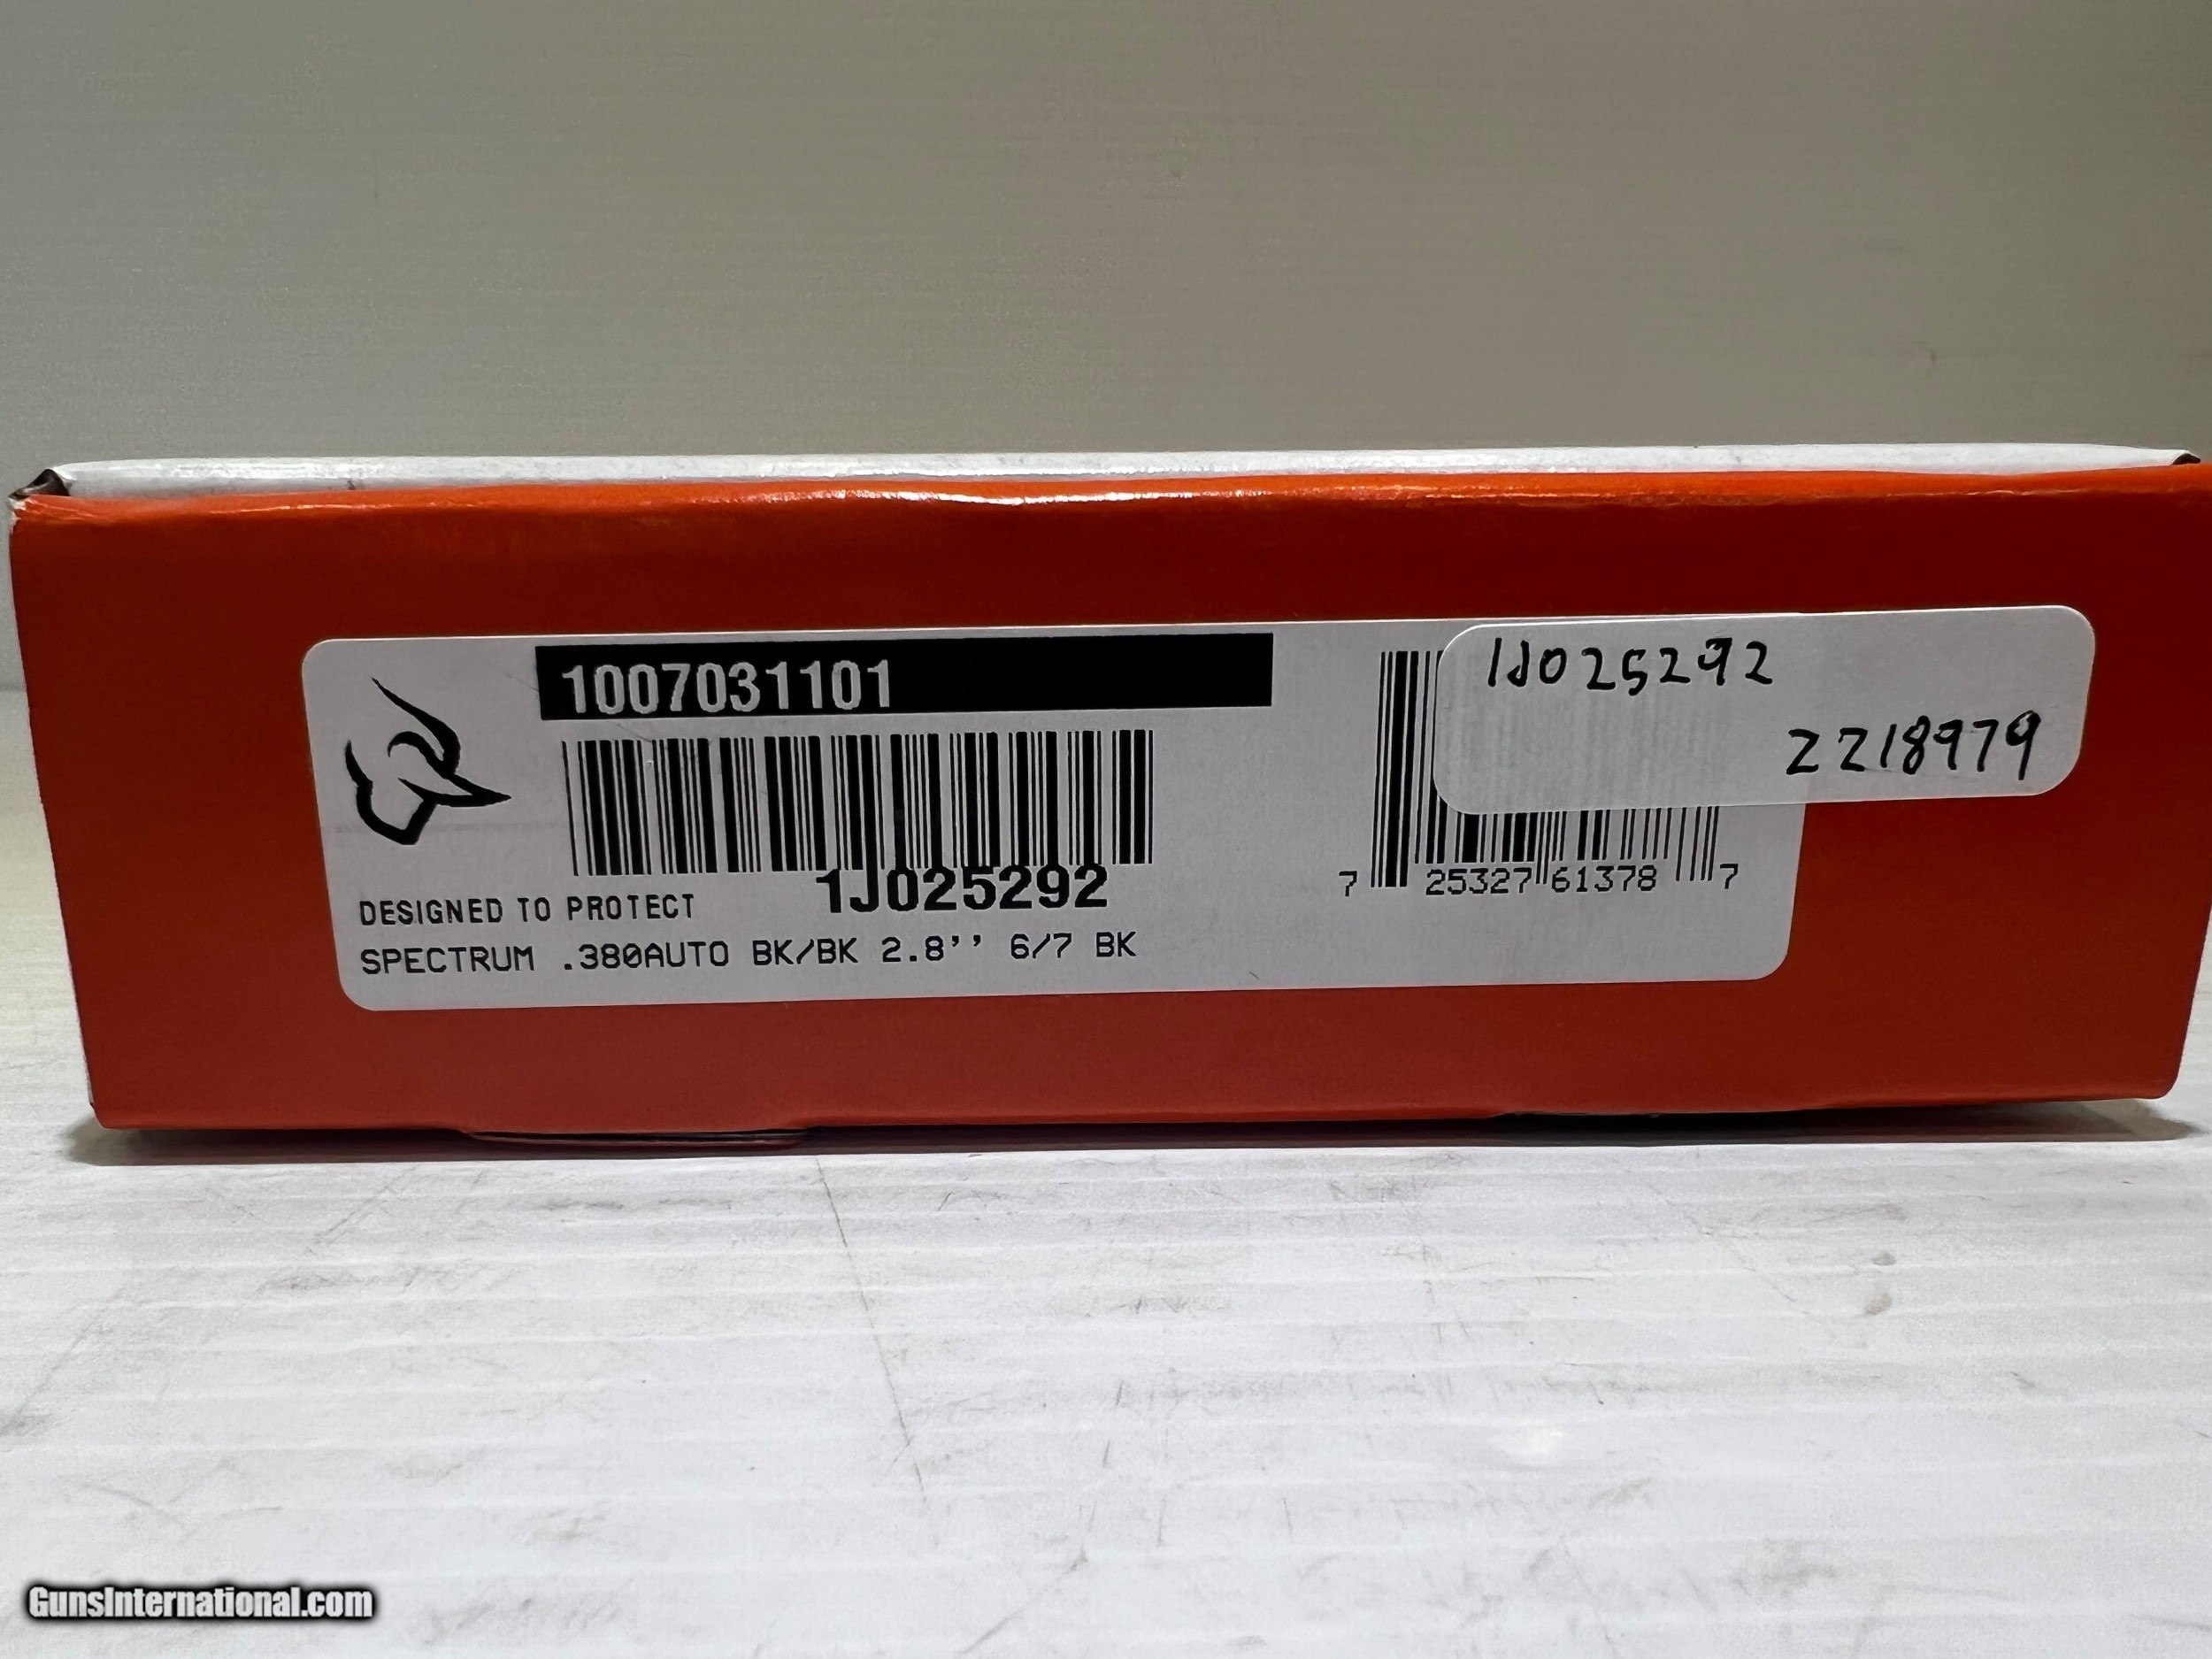 1007031101
1J025292
DESIGNED TO PROTECT
SPECTRUM .380AUTO BK/BK 2.8'' 6/7 BK
7 25327 61378 7
1J025292
2218979
GunsInternational.com